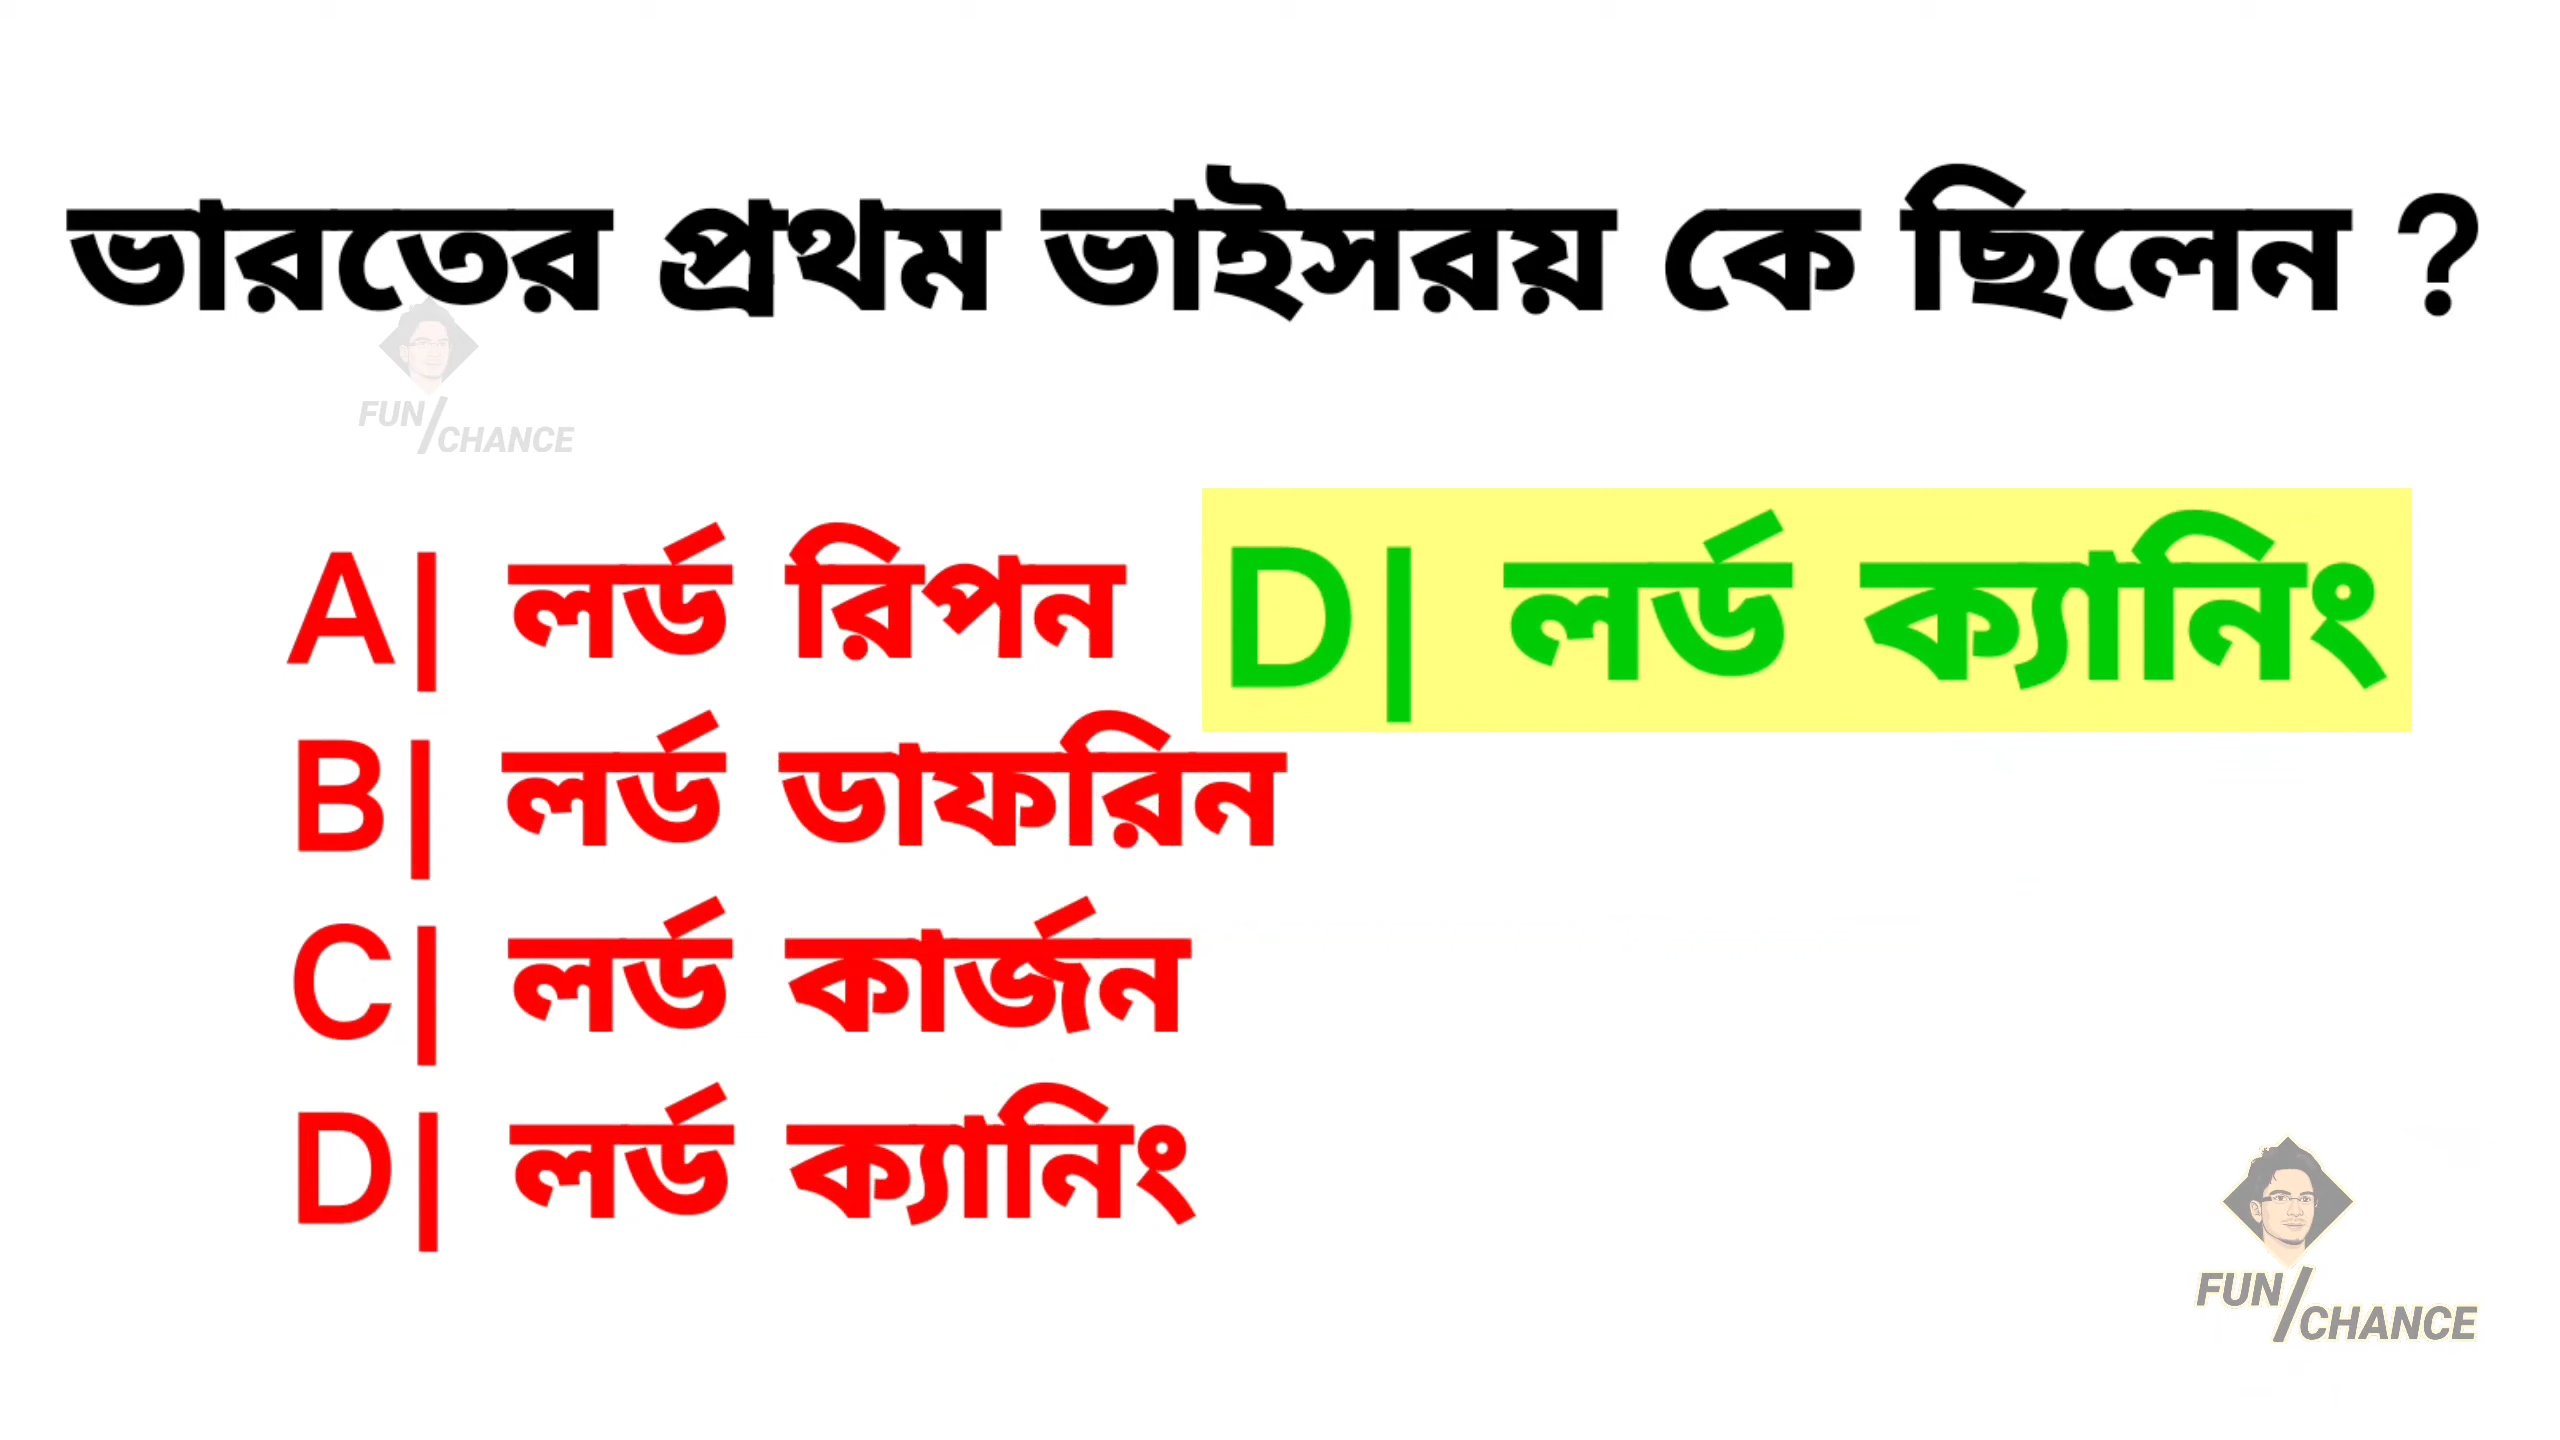 ভারতের প্রথম ভাইসরয় কে ছিলেন ?
FUN/CHANCE
A| লর্ড রিপন
D| লর্ড ক্যানিং
B| লর্ড ডাফরিন
C| লর্ড কার্জন
D| লর্ড ক্যানিং
FUN/CHANCE